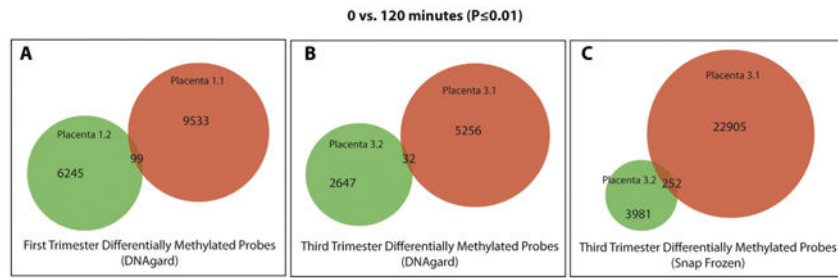 0 vs. 120 minutes (P≤0.01)
A
Placenta 1.1
9533
Placenta 1.2
99
6245
First Trimester Differentially Methylated Probes
(DNAgard)
B
Placenta 3.1
5256
Placenta 3.2
32
2647
Third Trimester Differentially Methylated Probes
(DNAgard)
C
Placenta 3.1
22905
Placenta 3.2
252
3981
Third Trimester Differentially Methylated Probes
(Snap Frozen)